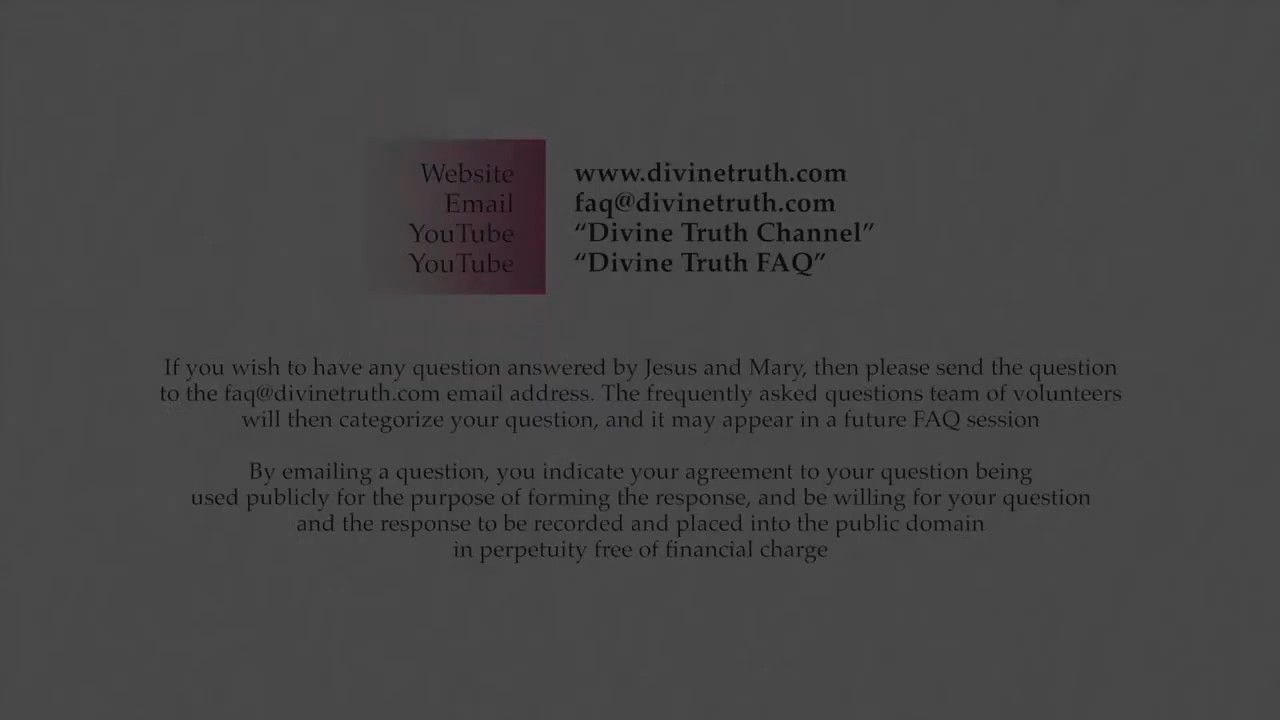 Website www.divinetruth.com
Email faq@divinetruth.com
YouTube “Divine Truth Channel”
YouTube “Divine Truth FAQ”
If you wish to have any question answered by Jesus and Mary, then please send the question
to the faq@divinetruth.com email address. The frequently asked questions team of volunteers
will then categorize your question, and it may appear in a future FAQ session
By emailing a question, you indicate your agreement to your question being
used publicly for the purpose of forming the response, and be willing for your question
and the response to be recorded and placed into the public domain
in perpetuity free of financial charge